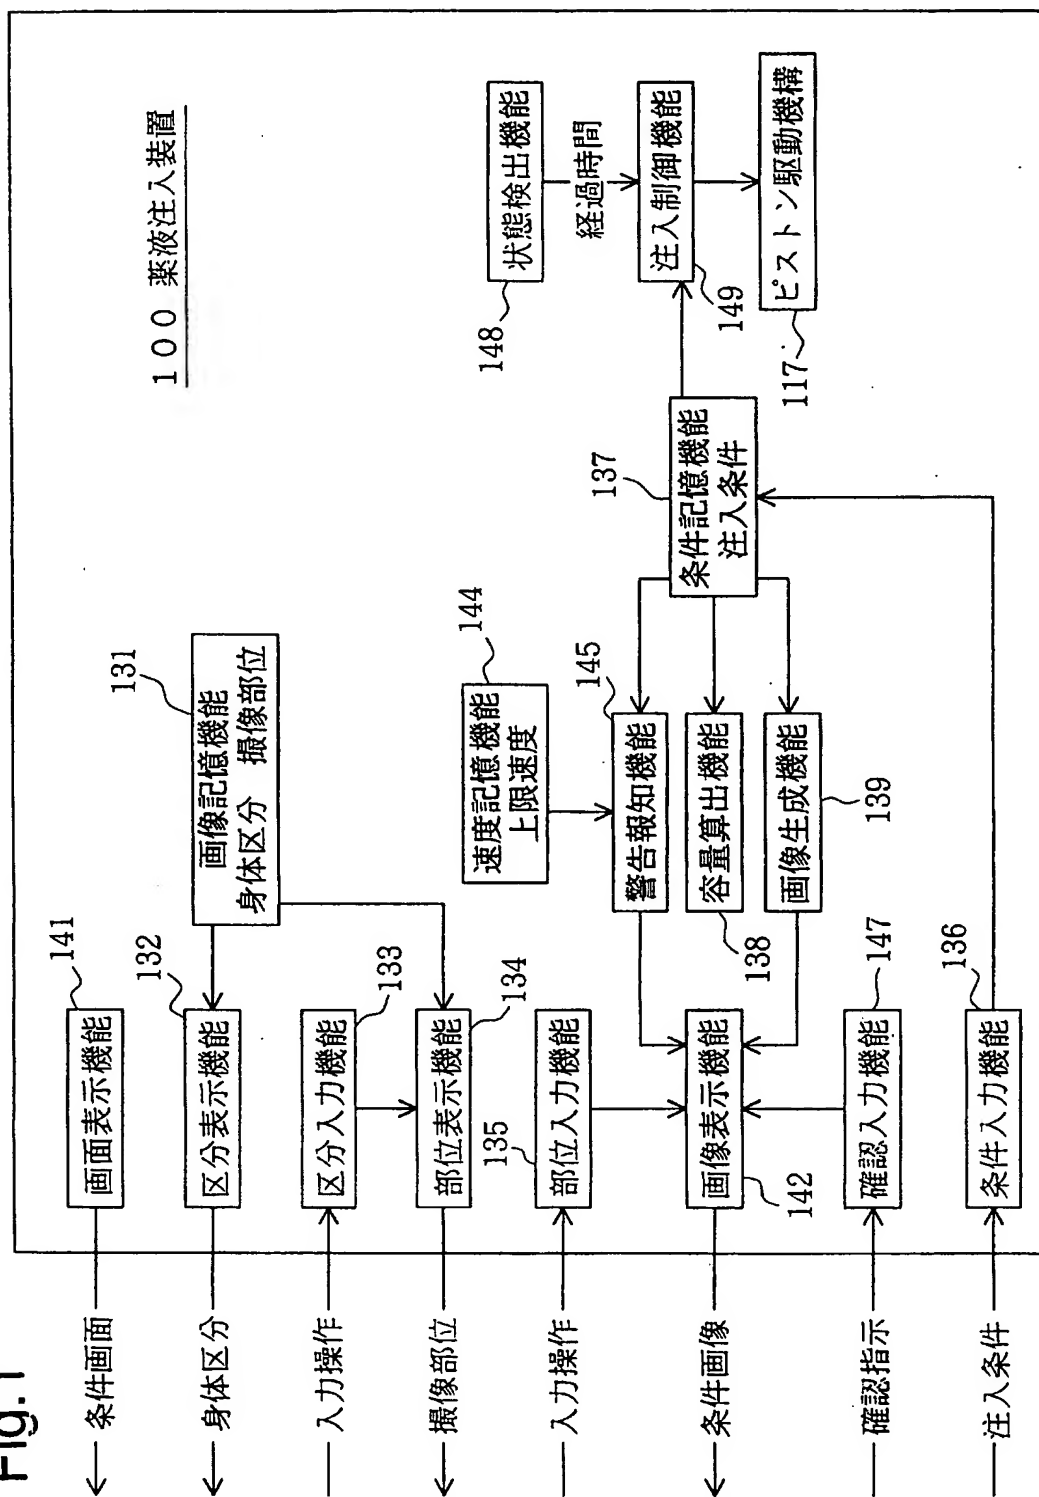 Fig.1
100 薬液注入装置
条件画面
画面表示機能
141
身体区分
区分表示機能
132
画像記憶機能
身体区分 撮像部位
131
入力操作
区分入力機能
133
撮像部位
部位表示機能
134
入力操作
部位入力機能
135
速度記憶機能
上限速度
144
状態検出機能
148
経過時間
注入制御機能
149
ピストン駆動機構
117
警告報知機能
145
容量算出機能
138
画像生成機能
139
条件記憶機能
注入条件
137
条件画像
画像表示機能
142
確認指示
確認入力機能
147
注入条件
条件入力機能
136